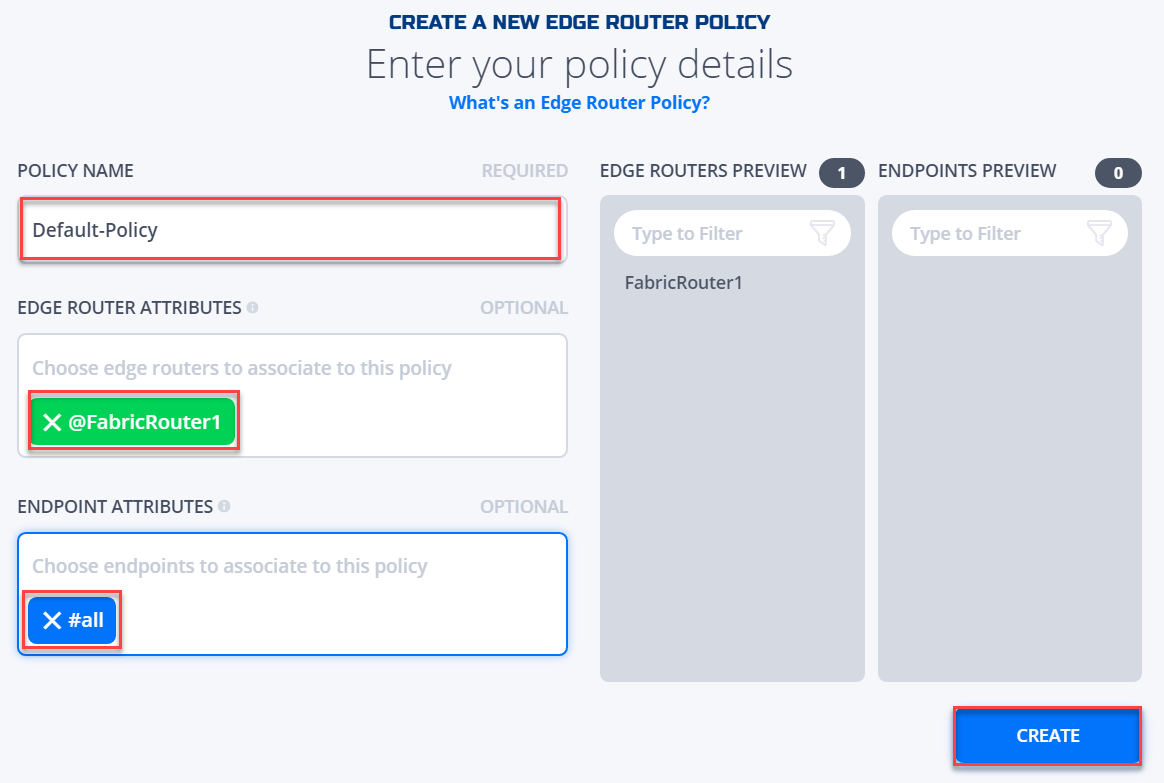 CREATE A NEW EDGE ROUTER POLICY
Enter your policy details
What's an Edge Router Policy?
POLICY NAME REQUIRED
Default-Policy
EDGE ROUTER ATTRIBUTES OPTIONAL
Choose edge routers to associate to this policy
@FabricRouter1
ENDPOINT ATTRIBUTES OPTIONAL
Choose endpoints to associate to this policy
#all
EDGE ROUTERS PREVIEW 1
Type to Filter
FabricRouter1
ENDPOINTS PREVIEW 0
Type to Filter
CREATE